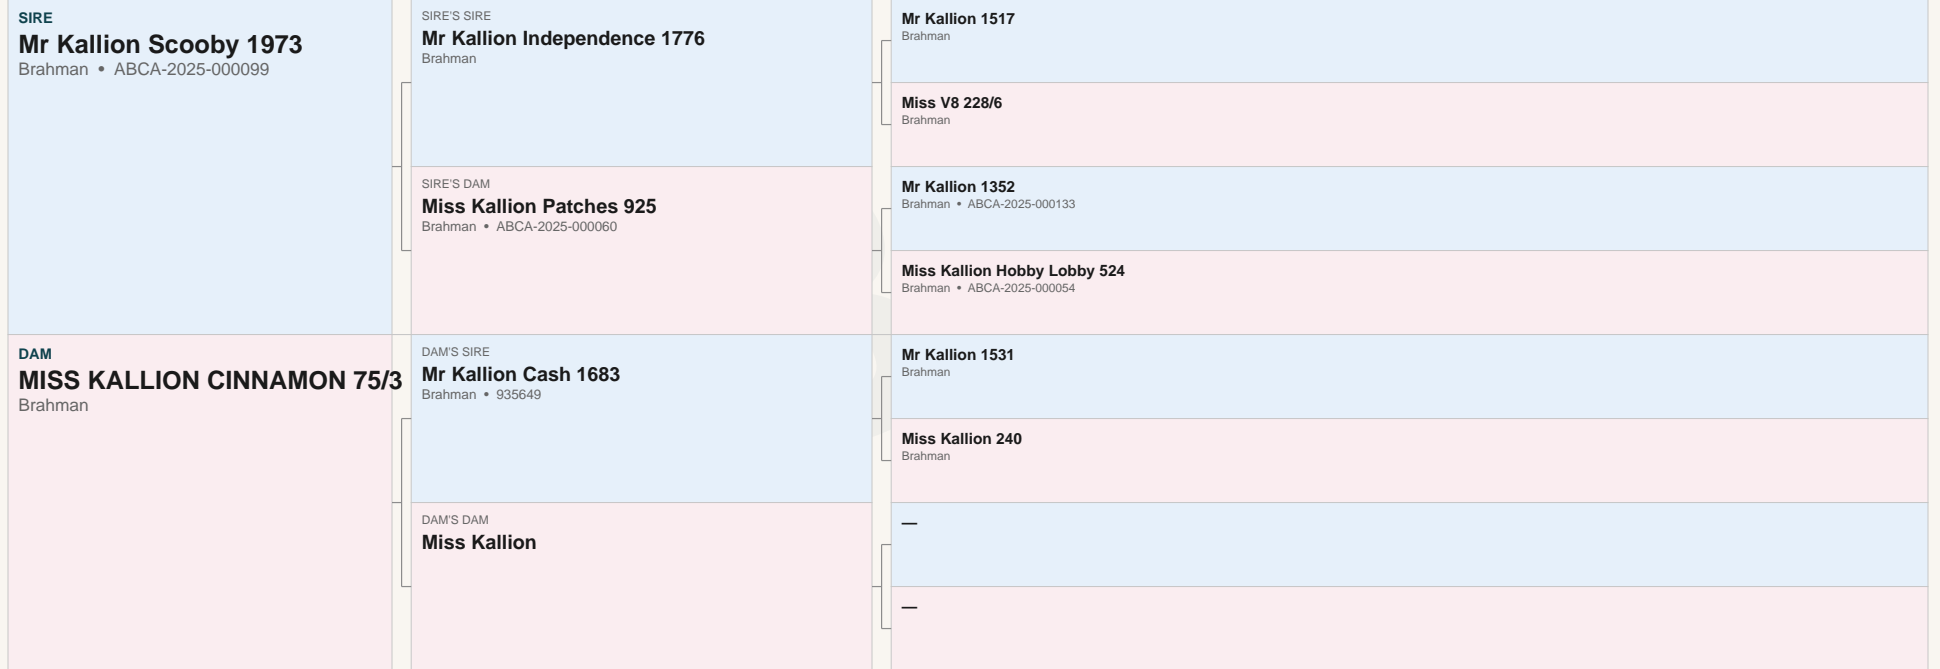 SIRE
Mr Kallion Scooby 1973
Brahman • ABCA-2025-000099
SIRE'S SIRE
Mr Kallion Independence 1776
Brahman
Mr Kallion 1517
Brahman
Miss V8 228/6
Brahman
SIRE'S DAM
Miss Kallion Patches 925
Brahman • ABCA-2025-000060
Mr Kallion 1352
Brahman • ABCA-2025-000133
Miss Kallion Hobby Lobby 524
Brahman • ABCA-2025-000054
DAM
MISS KALLION CINNAMON 75/3
Brahman
DAM'S SIRE
Mr Kallion Cash 1683
Brahman • 935649
Mr Kallion 1531
Brahman
Miss Kallion 240
Brahman
DAM'S DAM
Miss Kallion
—
—